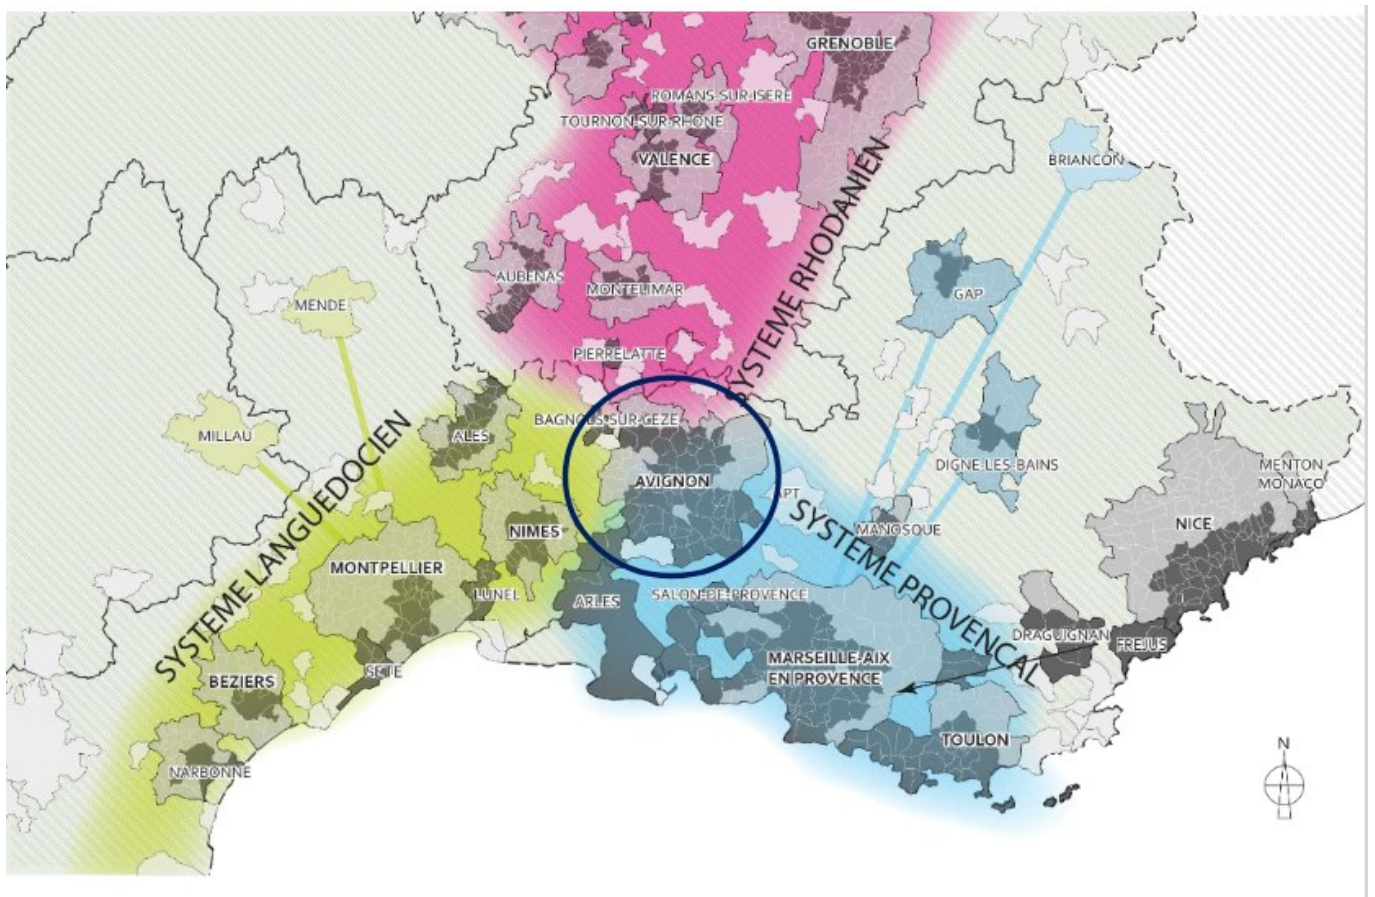 GRENOBLE
ROMANS-SUR-ISERE
TOURNON-SUR-RHONE
VALENCE
BRIANCON
SYSTEME RHODANIEN
AUBENAS
MONTELIMAR
GAP
MENDE
PIERRELATTE
BAGNOLS-SUR-CEZE
MILLAU
ALES
SYSTEME LANGUEDOCIEN
AVIGNON
APT
DIGNE-LES-BAINS
MENTON
MONACO
NICE
NIMES
MANOSQUE
SYSTEME PROVENCAL
MONTPELLIER
LUNEL
ARLES
SALON-DE-PROVENCE
DRAGUIGNAN
FREJUS
SETE
BEZIERS
MARSEILLE-AIX
EN PROVENCE
TOULON
NARBONNE
N